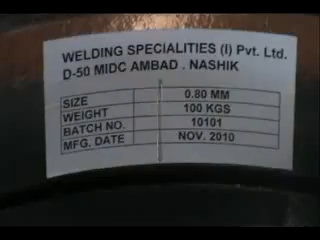 WELDING SPECIALITIES (I) Pvt. Ltd.
D-50 MIDC AMBAD . NASHIK
SIZE 0.80 MM
WEIGHT 100 KGS
BATCH NO. 10101
MFG. DATE NOV. 2010